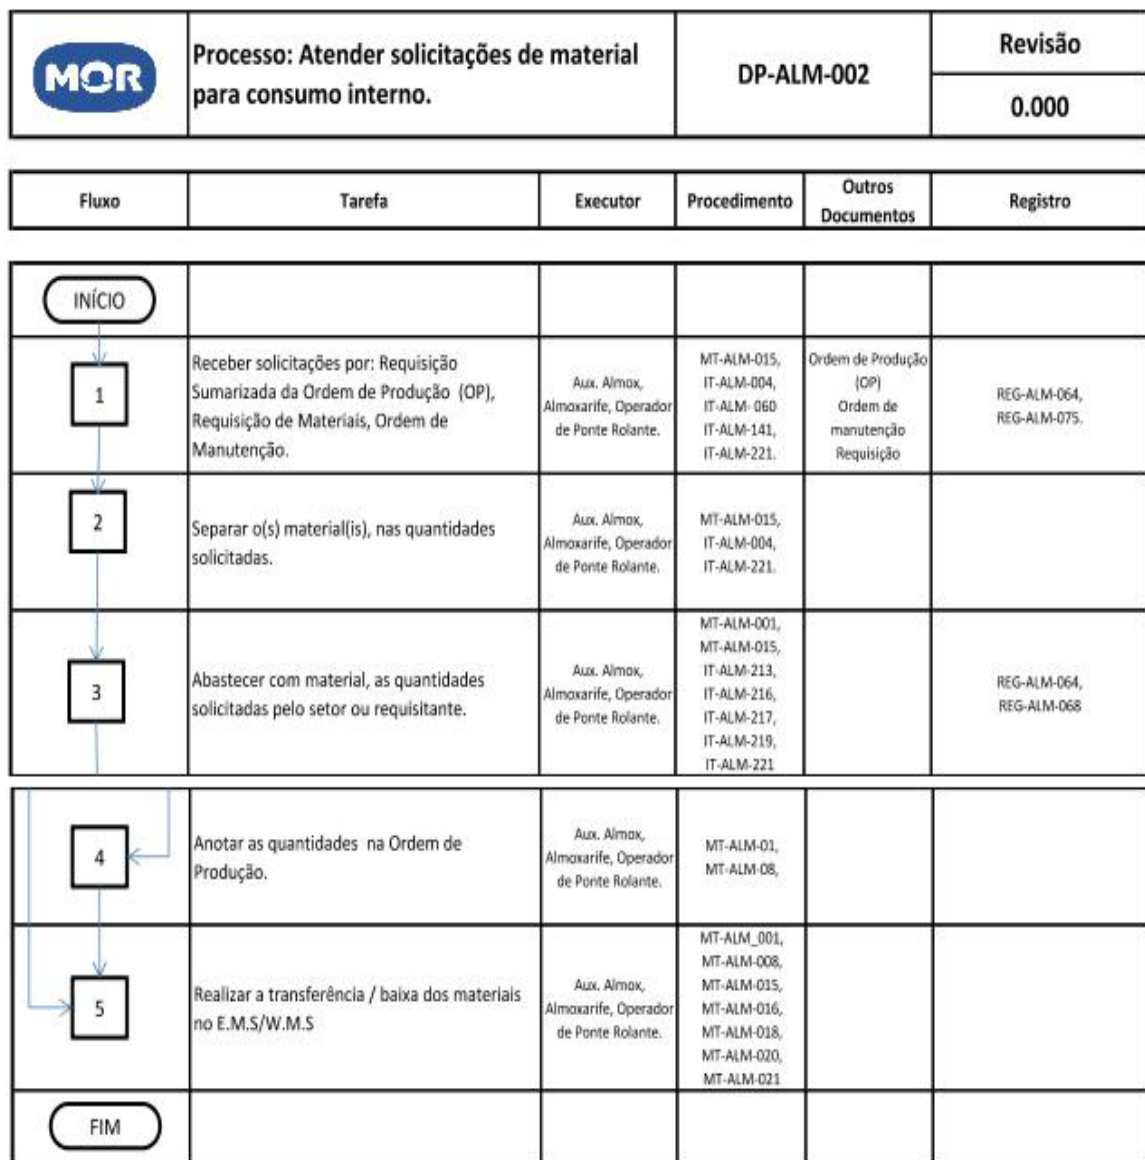 MOR
Processo: Atender solicitações de material
para consumo interno.
DP-ALM-002
Revisão
0.000
Fluxo
Tarefa
Executor
Procedimento
Outros
Documentos
Registro
INÍCIO
1
Receber solicitações por: Requisição
Sumarizada da Ordem de Produção (OP),
Requisição de Materiais, Ordem de
Manutenção.
Aux. Almox,
Almoxarife, Operador
de Ponte Rolante.
MT-ALM-015,
IT-ALM-004,
IT-ALM- 060
IT-ALM-141,
IT-ALM-221.
Ordem de Produção
(OP)
Ordem de
manutenção
Requisição
REG-ALM-064,
REG-ALM-075.
2
Separar o(s) material(is), nas quantidades
solicitadas.
Aux. Almox,
Almoxarife, Operador
de Ponte Rolante.
MT-ALM-015,
IT-ALM-004,
IT-ALM-221.
3
Abastecer com material, as quantidades
solicitadas pelo setor ou requisitante.
Aux. Almox,
Almoxarife, Operador
de Ponte Rolante.
MT-ALM-001,
MT-ALM-015,
IT-ALM-213,
IT-ALM-216,
IT-ALM-217,
IT-ALM-219,
IT-ALM-221
REG-ALM-064,
REG-ALM-068
4
Anotar as quantidades na Ordem de
Produção.
Aux. Almox,
Almoxarife, Operador
de Ponte Rolante.
MT-ALM-01,
MT-ALM-08,
5
Realizar a transferência / baixa dos materiais
no E.M.S/W.M.S
Aux. Almox,
Almoxarife, Operador
de Ponte Rolante.
MT-ALM_001,
MT-ALM-008,
MT-ALM-015,
MT-ALM-016,
MT-ALM-018,
MT-ALM-020,
MT-ALM-021
FIM